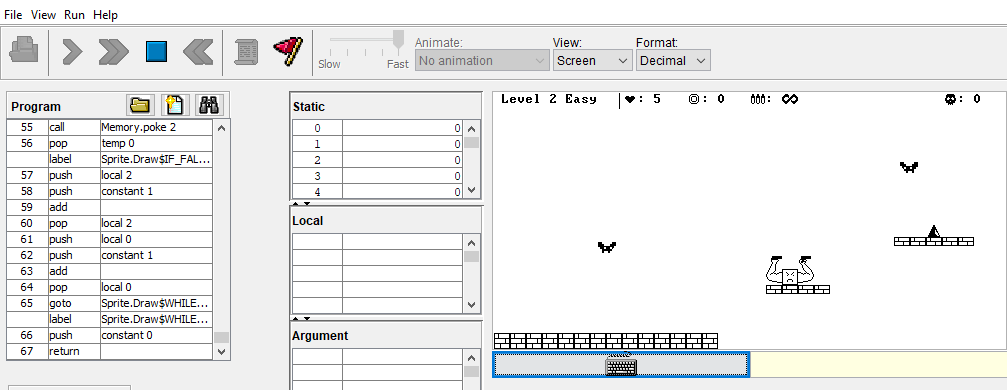 File View Run Help
Slow Fast
Animate:
No animation
View:
Screen
Format:
Decimal
Program
55 call Memory.poke 2
56 pop temp 0
label Sprite.Draw$IF_FAL...
57 push local 2
58 push constant 1
59 add
60 pop local 2
61 push local 0
62 push constant 1
63 add
64 pop local 0
65 goto Sprite.Draw$WHILE...
label Sprite.Draw$WHILE...
66 push constant 0
67 return
Static
0 0
1 0
2 0
3 0
4 0
Local
Argument
Level 2 Easy : 5 : 0 : ∞ : 0